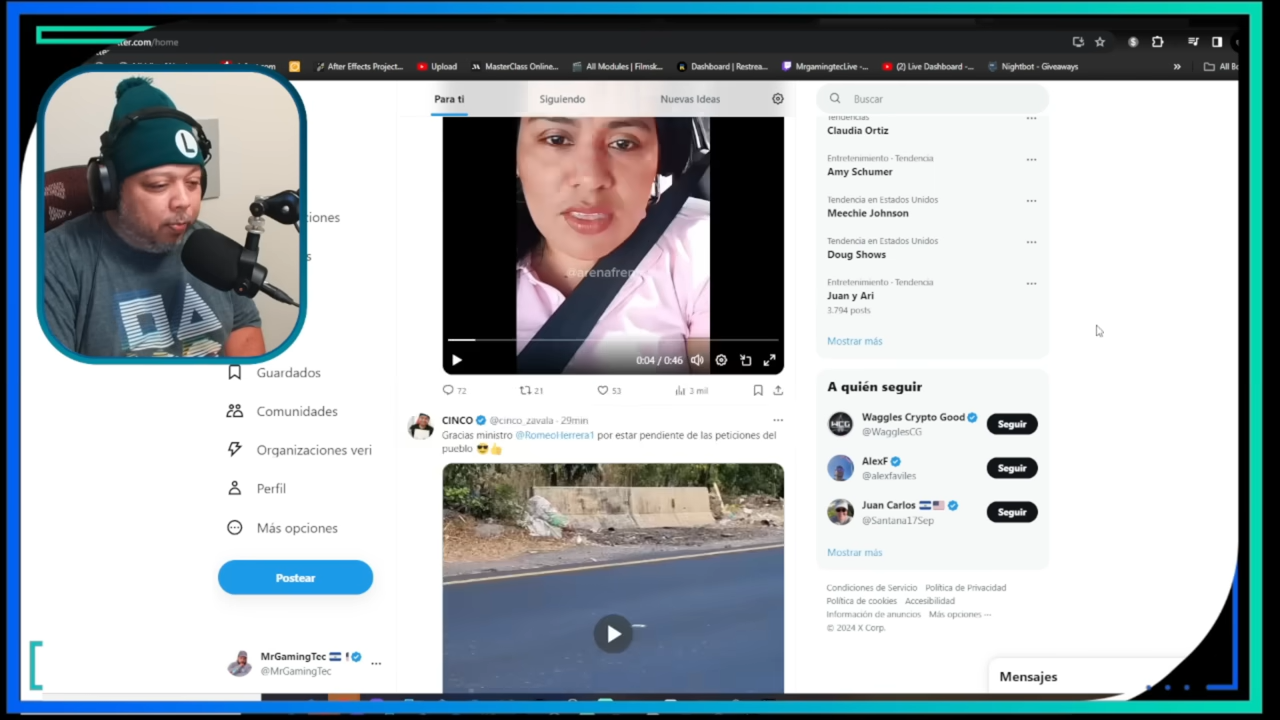 ter.com/home
After Effects Project...
Upload
MasterClass Online...
All Modules | Filmsk...
Dashboard | Restrea...
MrgamingtecLive -...
(2) Live Dashboard -...
Nightbot - Giveaways
»
All Bo
Para ti
Siguiendo
Nuevas Ideas
Buscar
Tendencias
Claudia Ortiz
Entretenimiento · Tendencia
Amy Schumer
Tendencia en Estados Unidos
Meechie Johnson
Tendencia en Estados Unidos
Doug Shows
Entretenimiento · Tendencia
Juan y Ari
3.794 posts
Mostrar más
L
ciones
s
Guardados
Comunidades
Organizaciones veri
Perfil
Más opciones
Postear
MrGamingTec
@MrGamingTec
0:04 / 0:46
72
21
53
3 mil
CINCO @cinco_zavala · 29min
Gracias ministro @RomeoHerrera1 por estar pendiente de las peticiones del
pueblo 😎👍
A quién seguir
Waggles Crypto Good
@WagglesCG
Seguir
AlexF
@alexfaviles
Seguir
Juan Carlos
@Santana17Sep
Seguir
Mostrar más
Condiciones de Servicio Política de Privacidad
Política de cookies Accesibilidad
Información de anuncios Más opciones ···
© 2024 X Corp.
Mensajes